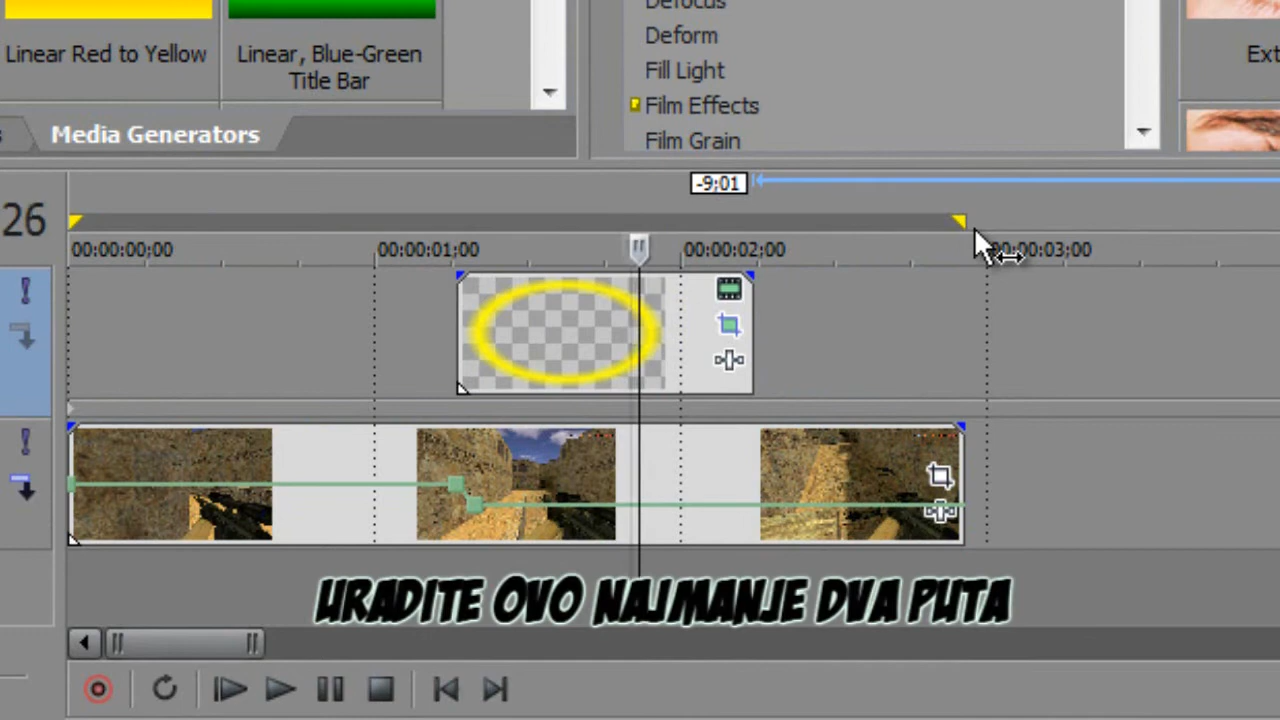 Defocus
Linear Red to Yellow
Linear, Blue-Green
Title Bar
Deform
Fill Light
Film Effects
Film Grain
Ext
Media Generators
-9;01
26
00:00:00;00
00:00:01;00
00:00:02;00
00:00:03;00
URADITE OVO NAJMANJE DVA PUTA